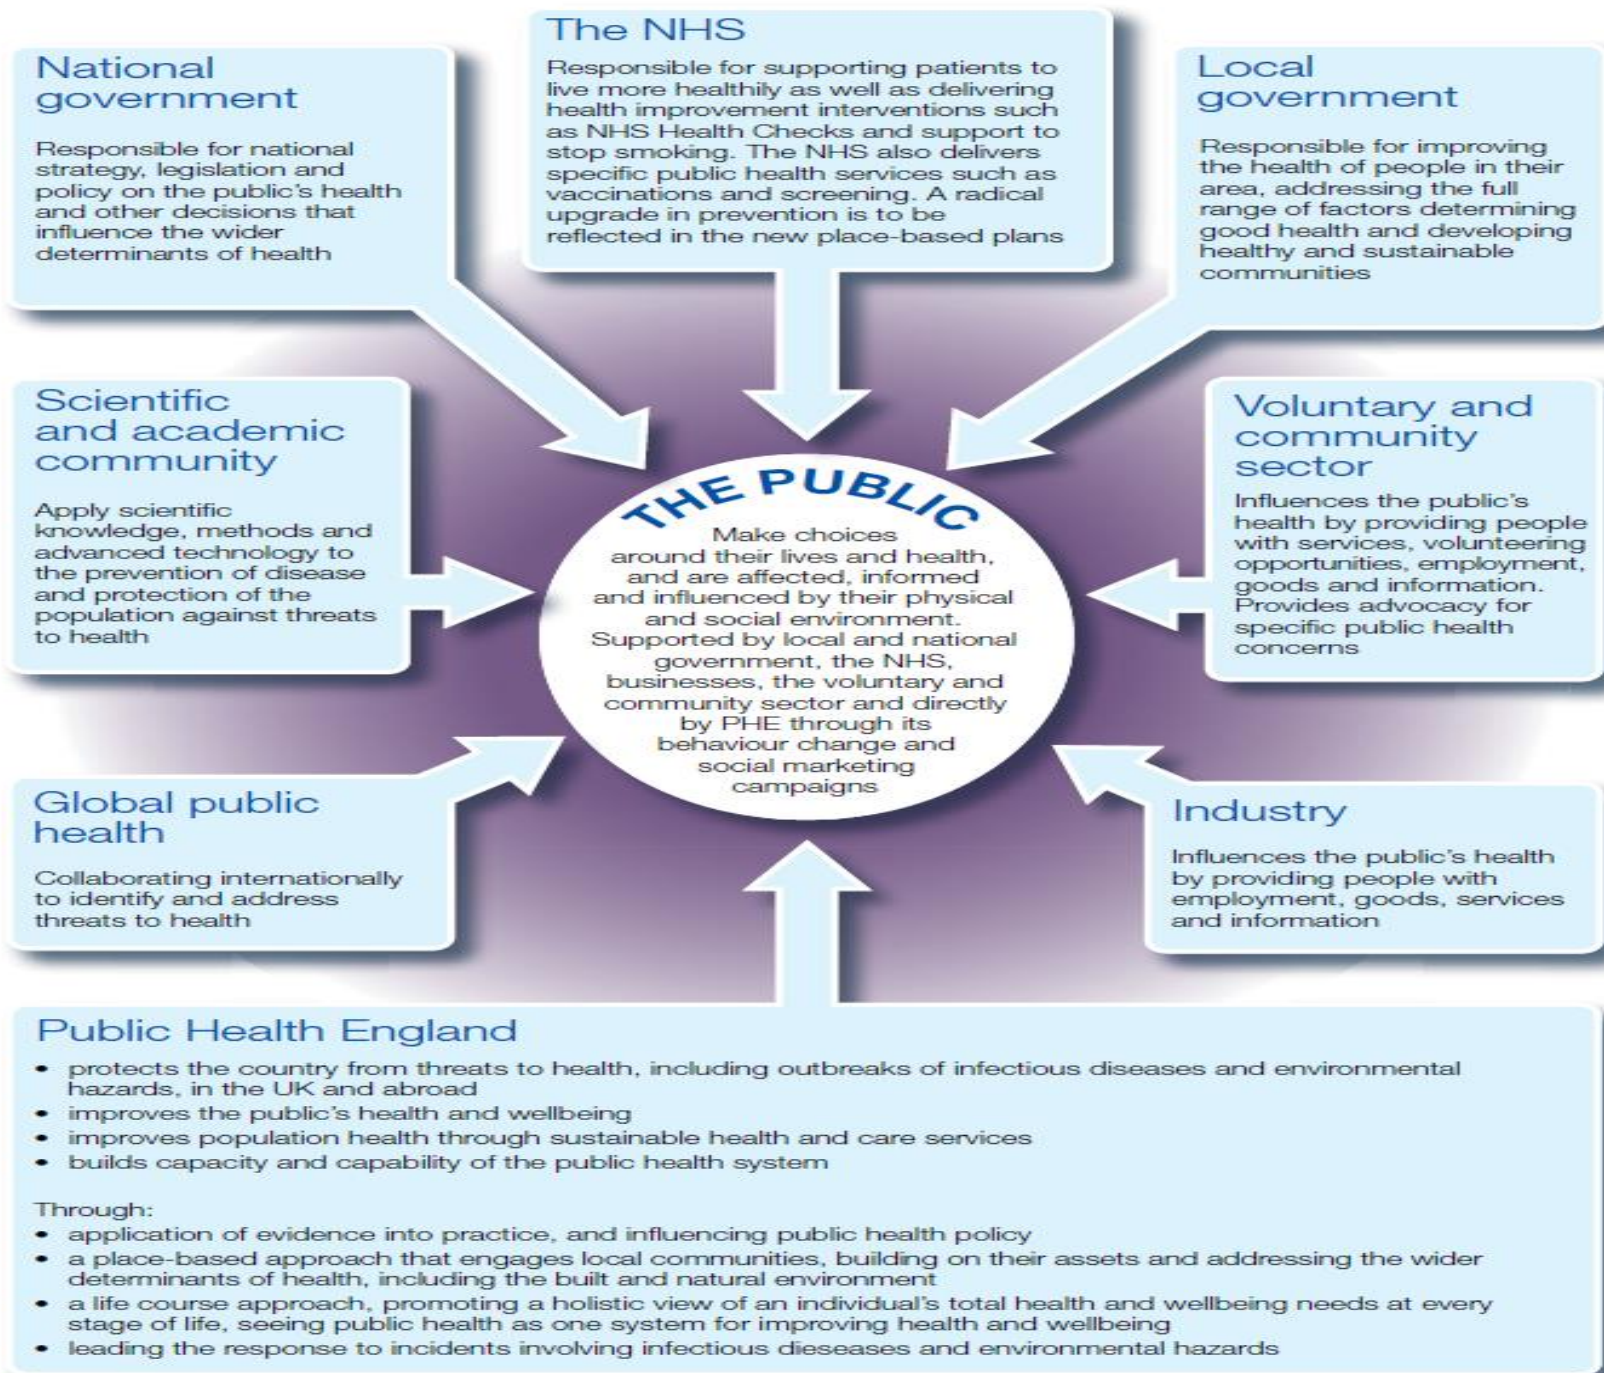 National
government
Responsible for national
strategy, legislation and
policy on the public's health
and other decisions that
influence the wider
determinants of health
The NHS
Responsible for supporting patients to
live more healthily as well as delivering
health improvement interventions such
as NHS Health Checks and support to
stop smoking. The NHS also delivers
specific public health services such as
vaccinations and screening. A radical
upgrade in prevention is to be
reflected in the new place-based plans
Local
government
Responsible for improving
the health of people in their
area, addressing the full
range of factors determining
good health and developing
healthy and sustainable
communities
Scientific
and academic
community
Apply scientific
knowledge, methods and
advanced technology to
the prevention of disease
and protection of the
population against threats
to health
THE PUBLIC
Make choices
around their lives and health,
and are affected, informed
and influenced by their physical
and social environment.
Supported by local and national
government, the NHS,
businesses, the voluntary and
community sector and directly
by PHE through its
behaviour change and
social marketing
campaigns
Voluntary and
community
sector
Influences the public's
health by providing people
with services, volunteering
opportunities, employment,
goods and information.
Provides advocacy for
specific public health
concerns
Global public
health
Collaborating internationally
to identify and address
threats to health
Industry
Influences the public's health
by providing people with
employment, goods, services
and information
Public Health England
• protects the country from threats to health, including outbreaks of infectious diseases and environmental
hazards, in the UK and abroad
• improves the public's health and wellbeing
• improves population health through sustainable health and care services
• builds capacity and capability of the public health system
Through:
• application of evidence into practice, and influencing public health policy
• a place-based approach that engages local communities, building on their assets and addressing the wider
determinants of health, including the built and natural environment
• a life course approach, promoting a holistic view of an individual's total health and wellbeing needs at every
stage of life, seeing public health as one system for improving health and wellbeing
• leading the response to incidents involving infectious dieseases and environmental hazards